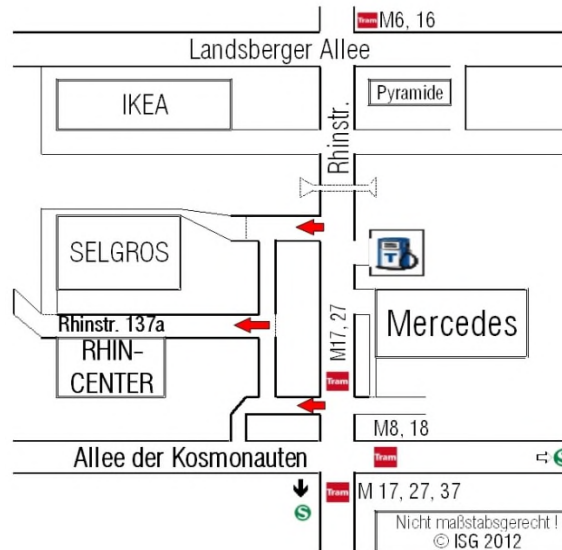 Tram M6, 16
Landsberger Allee
IKEA
Pyramide
Rhinstr.
SELGROS
T
Rhinstr. 137a
Mercedes
M17, 27
RHIN-
CENTER
Tram
M8, 18
Allee der Kosmonauten
Tram
S
Tram M 17, 27, 37
S
Nicht maßstabsgerecht !
© ISG 2012